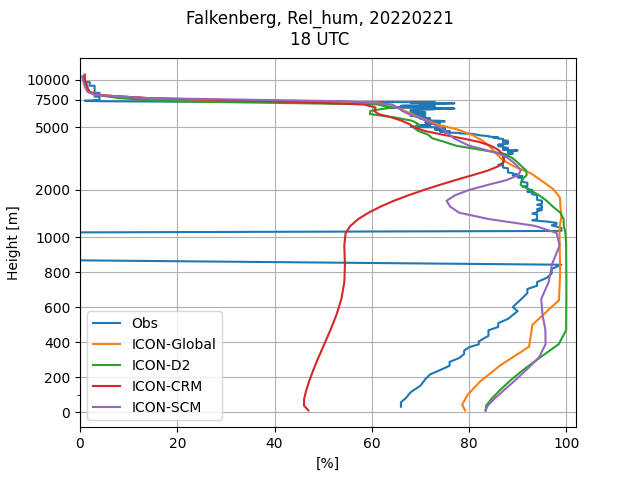 Falkenberg, Rel_hum, 20220221
18 UTC
10000
7500
5000
2000
1000
800
600
400
200
0
Height [m]
Obs
ICON-Global
ICON-D2
ICON-CRM
ICON-SCM
0 20 40 60 80 100
[%]